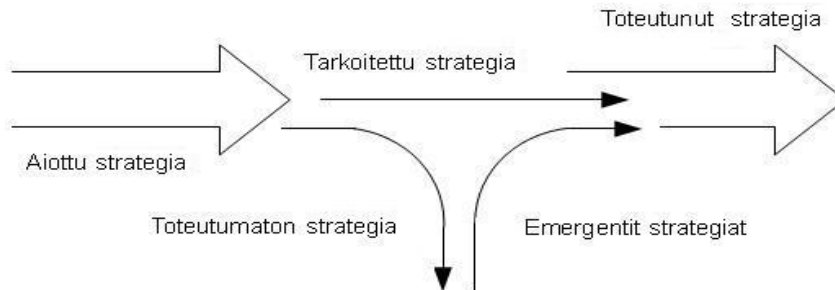 Toteutunut strategia
Tarkoitettu strategia
Aiottu strategia
Toteutumaton strategia
Emergentit strategiat